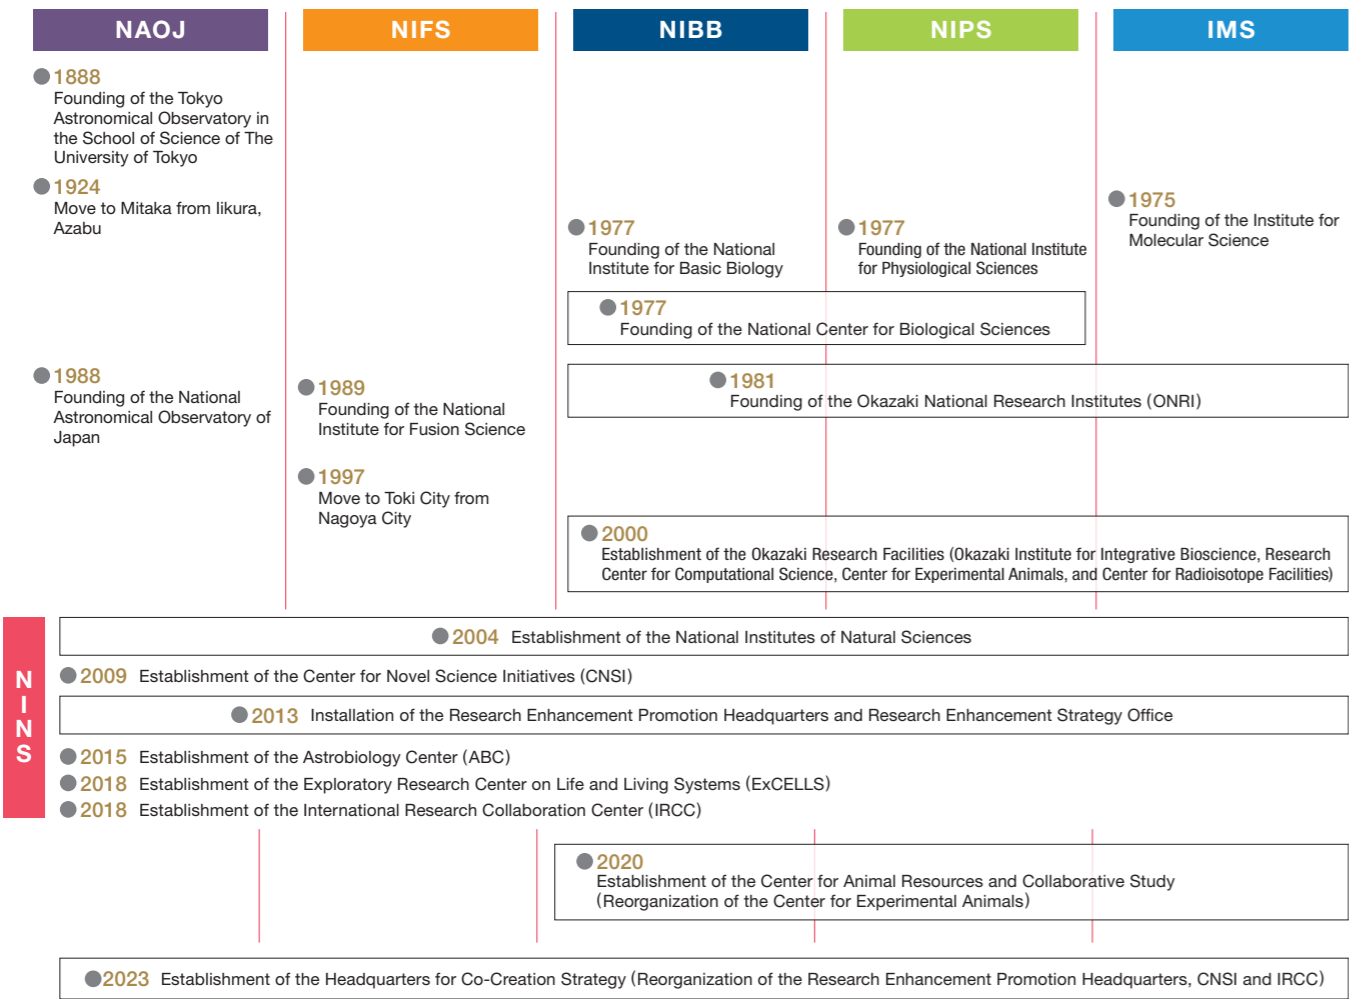 NAOJ
NIFS
NIBB
NIPS
IMS
1888
Founding of the Tokyo
Astronomical Observatory in
the School of Science of The
University of Tokyo
1924
Move to Mitaka from Iikura,
Azabu
1988
Founding of the National
Astronomical Observatory of
Japan
1989
Founding of the National
Institute for Fusion Science
1997
Move to Toki City from
Nagoya City
1977
Founding of the National
Institute for Basic Biology
1977
Founding of the National Institute
for Physiological Sciences
1975
Founding of the Institute for
Molecular Science
1977
Founding of the National Center for Biological Sciences
1981
Founding of the Okazaki National Research Institutes (ONRI)
2000
Establishment of the Okazaki Research Facilities (Okazaki Institute for Integrative Bioscience, Research
Center for Computational Science, Center for Experimental Animals, and Center for Radioisotope Facilities)
NINS
2004 Establishment of the National Institutes of Natural Sciences
2009 Establishment of the Center for Novel Science Initiatives (CNSI)
2013 Installation of the Research Enhancement Promotion Headquarters and Research Enhancement Strategy Office
2015 Establishment of the Astrobiology Center (ABC)
2018 Establishment of the Exploratory Research Center on Life and Living Systems (ExCELLS)
2018 Establishment of the International Research Collaboration Center (IRCC)
2020
Establishment of the Center for Animal Resources and Collaborative Study
(Reorganization of the Center for Experimental Animals)
2023 Establishment of the Headquarters for Co-Creation Strategy (Reorganization of the Research Enhancement Promotion Headquarters, CNSI and IRCC)